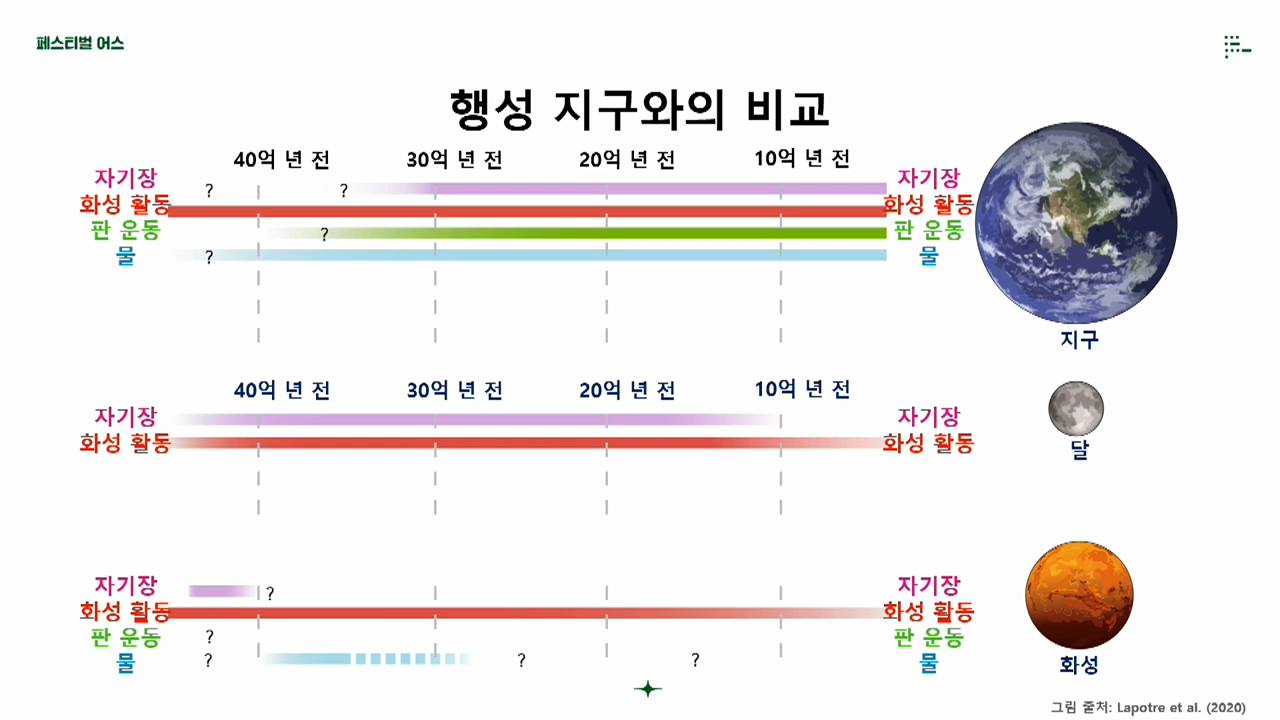 페스티벌 어스
행성 지구와의 비교
40억 년 전 30억 년 전 20억 년 전 10억 년 전
자기장 ? ? 자기장
화성 활동 화성 활동
판 운동 ? 판 운동
물 ? 물
지구
40억 년 전 30억 년 전 20억 년 전 10억 년 전
자기장 자기장
화성 활동 화성 활동
달
자기장 ? 자기장
화성 활동 화성 활동
판 운동 ? 판 운동
물 ? ? ? 물
화성
그림 출처: Lapotre et al. (2020)